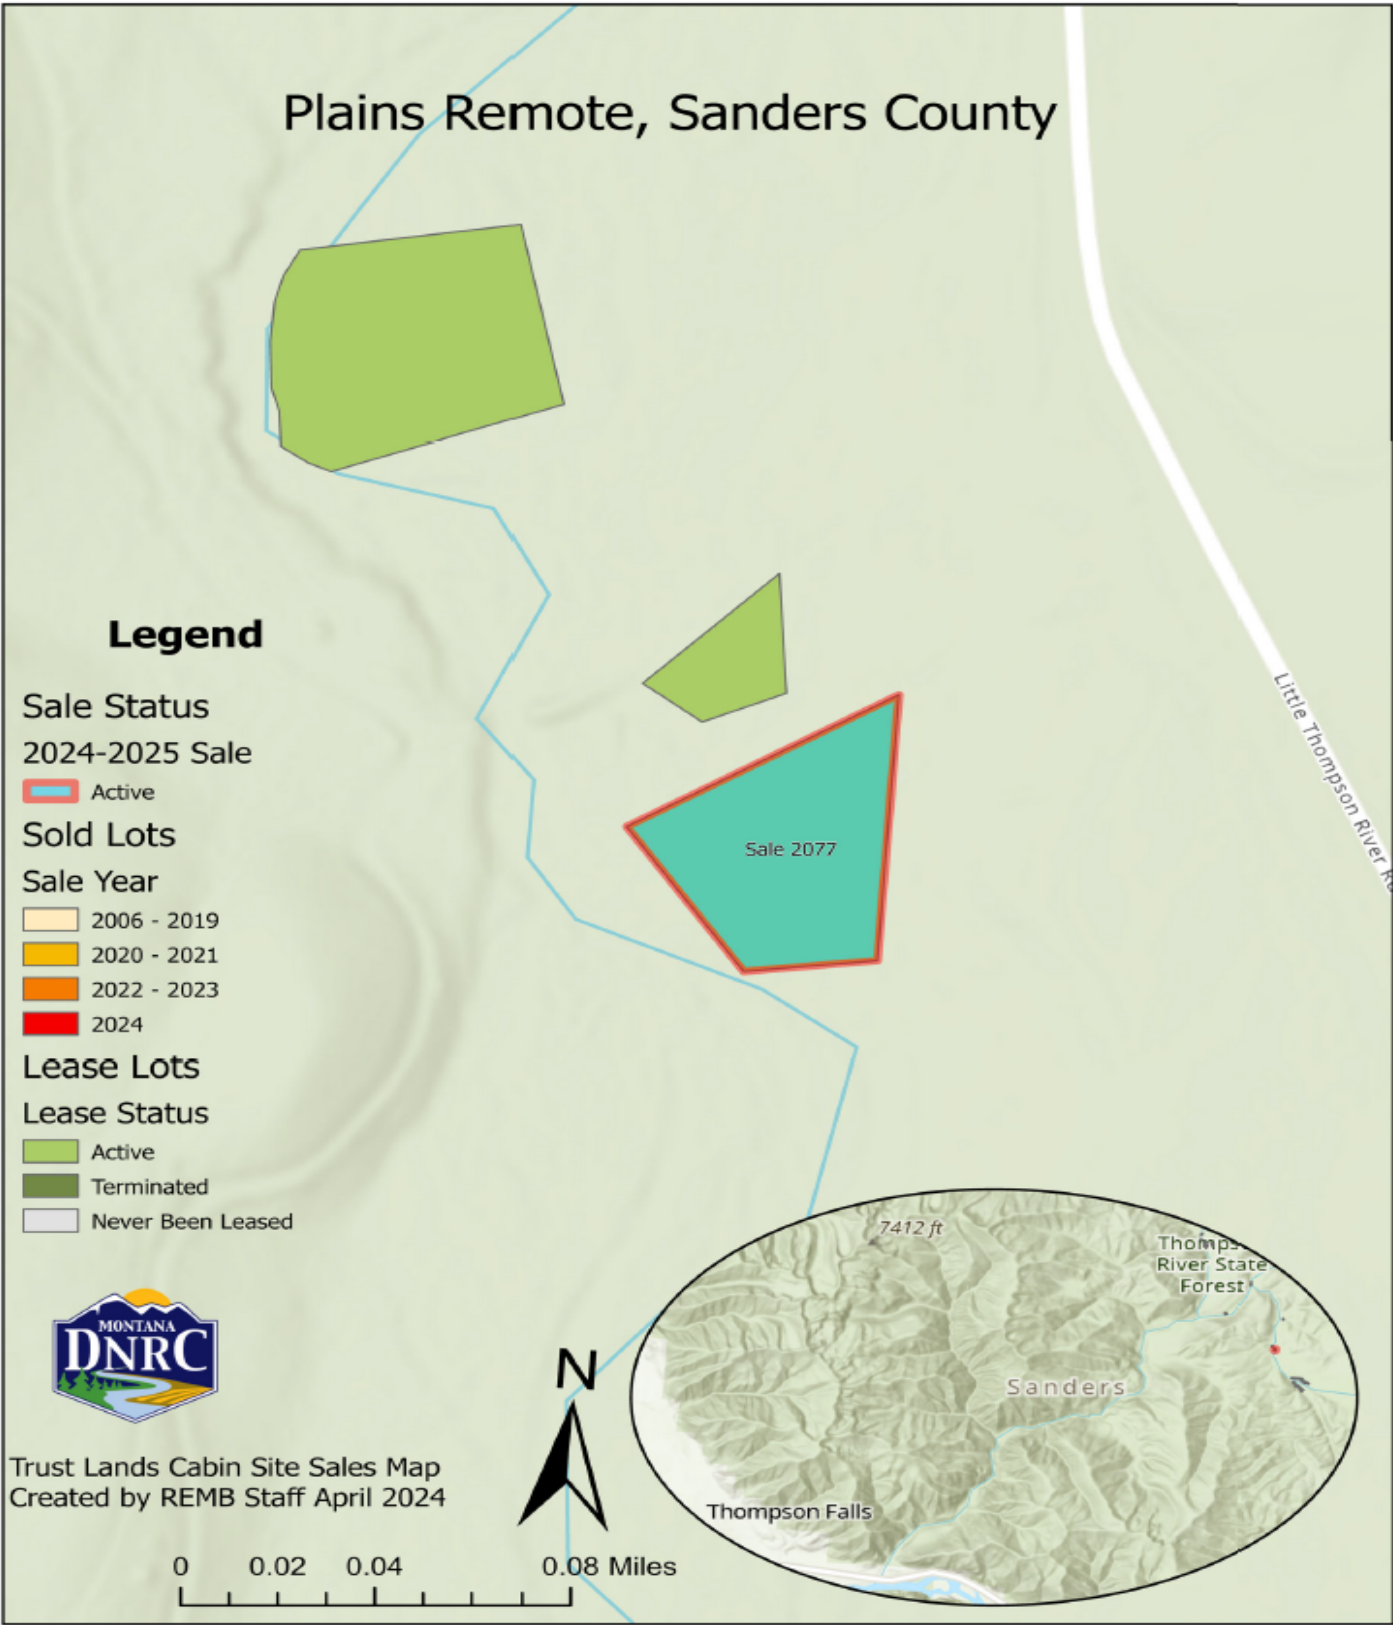 Plains Remote, Sanders County
Little Thompson River R
Legend
Sale Status
2024-2025 Sale
Active
Sold Lots
Sale Year
2006 - 2019
2020 - 2021
2022 - 2023
2024
Lease Lots
Lease Status
Active
Terminated
Never Been Leased
Sale 2077
MONTANA
DNRC
Trust Lands Cabin Site Sales Map
Created by REMB Staff April 2024
N
0 0.02 0.04 0.08 Miles
7412 ft
Thomps
River State
Forest
Sanders
Thompson Falls